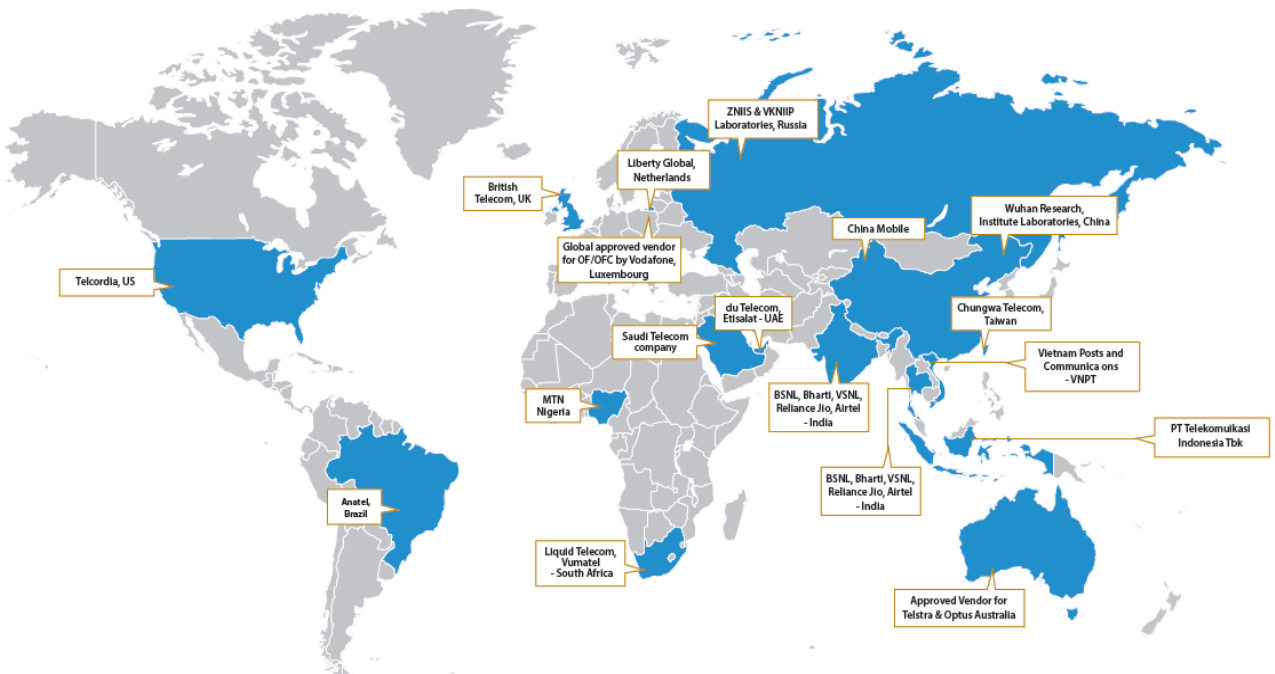 ZNIIS & VKNIIP
Laboratories, Russia
Liberty Global,
Netherlands
British
Telecom, UK
Wuhan Research,
Institute Laboratories, China
China Mobile
Global approved vendor
for OF/OFC by Vodafone,
Luxembourg
Telcordia, US
du Telecom,
Etisalat - UAE
Chungwa Telecom,
Taiwan
Saudi Telecom
company
Vietnam Posts and
Communica ons
- VNPT
MTN
Nigeria
BSNL, Bharti, VSNL,
Reliance Jio, Airtel
- India
PT Telekomuikasi
Indonesia Tbk
BSNL, Bharti, VSNL,
Reliance Jio, Airtel
- India
Anatel,
Brazil
Liquid Telecom,
Vumatel
- South Africa
Approved Vendor for
Telstra & Optus Australia